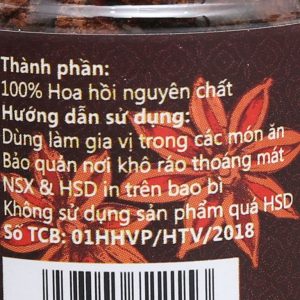 Thành phần:
100% Hoa hồi nguyên chất
Hướng dẫn sử dụng:
Dùng làm gia vị trong các món ăn
Bảo quản nơi khô ráo thoáng mát
NSX & HSD in trên bao bì
Không sử dụng sản phẩm quá HSD
Số TCB: 01HHVP/HTV/2018